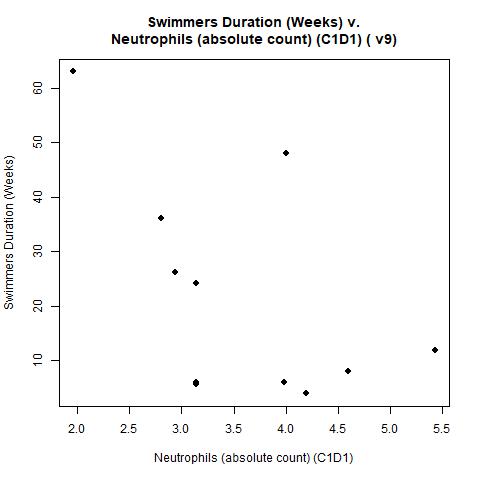 Swimmers Duration (Weeks) v.
Neutrophils (absolute count) (C1D1) ( v9)
Swimmers Duration (Weeks)
60
50
40
30
20
10
2.0 2.5 3.0 3.5 4.0 4.5 5.0 5.5
Neutrophils (absolute count) (C1D1)